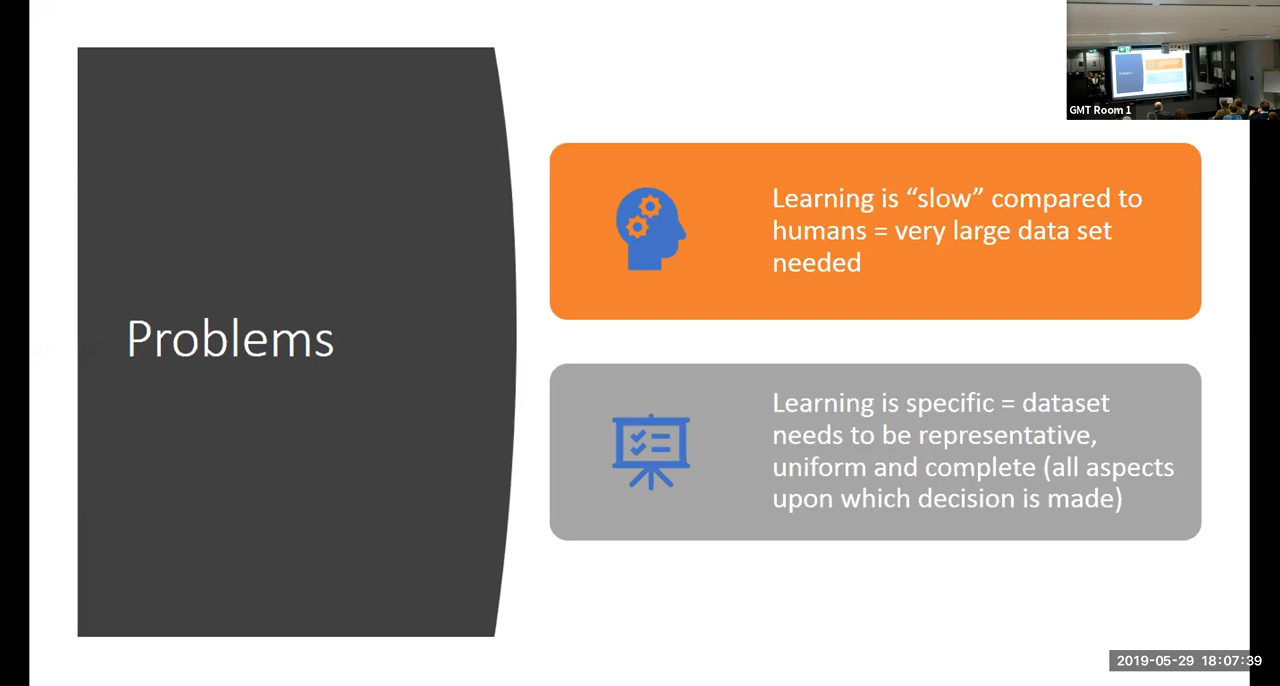 GMT Room 1
Problems
Learning is “slow” compared to
humans = very large data set
needed
Learning is specific = dataset
needs to be representative,
uniform and complete (all aspects
upon which decision is made)
2019-05-29 18:07:39